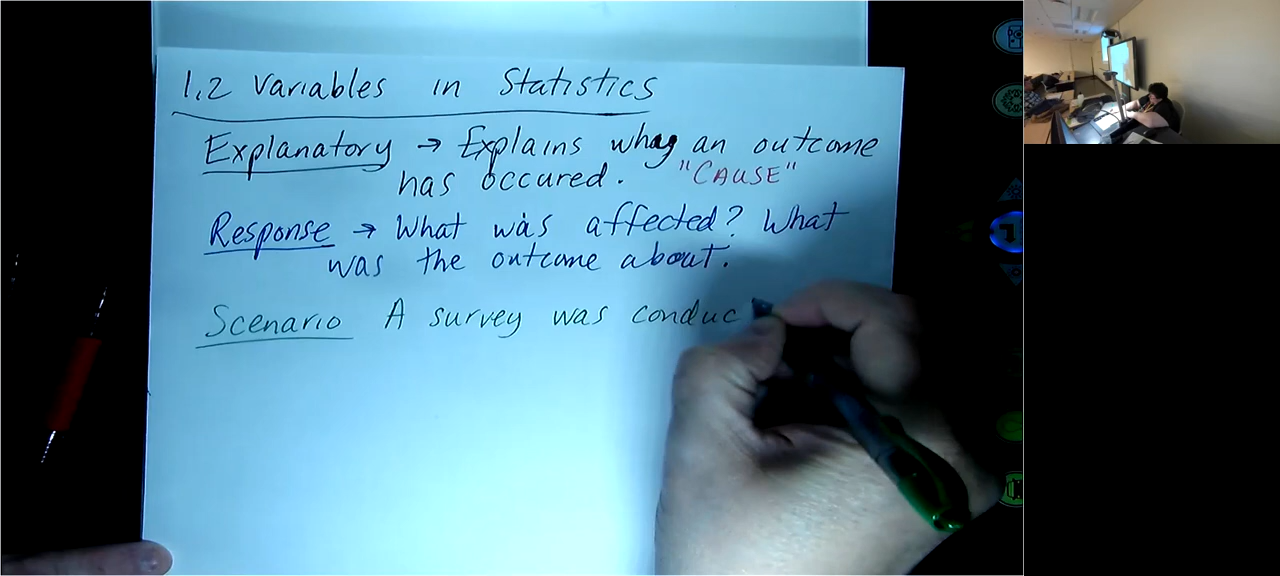 1.2 Variables in Statistics
Explanatory → Explains why an outcome
has occured. "CAUSE"
Response → What was affected? What
was the outcome about.
Scenario A survey was conduc